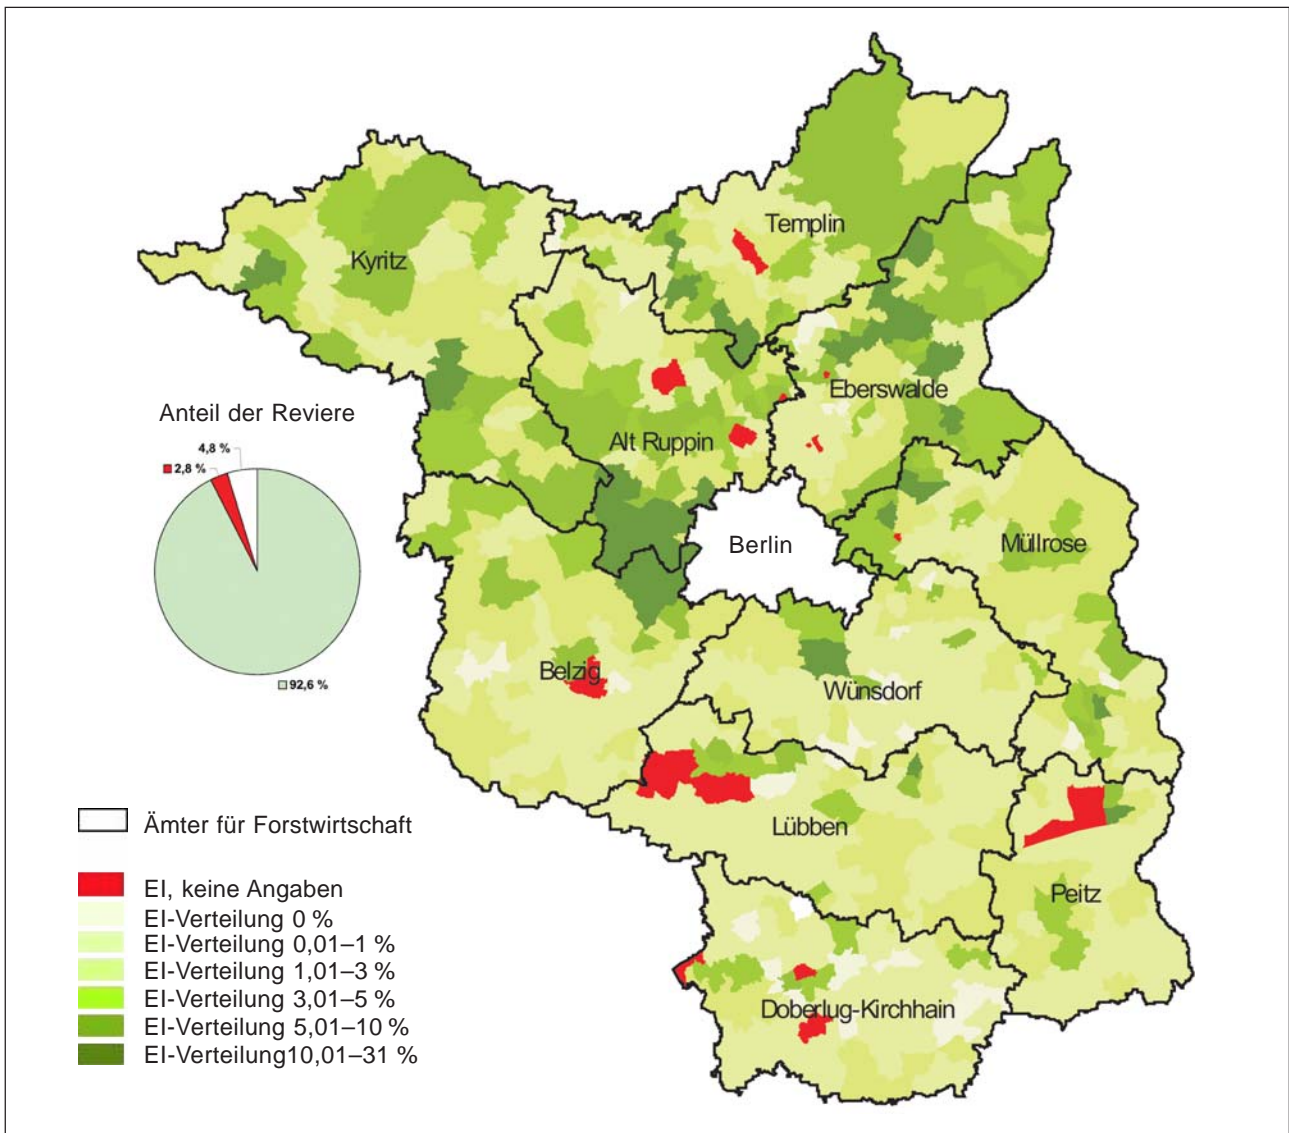 Templin
Kyritz
Eberswalde
Anteil der Reviere
Alt Ruppin
4,8 %
2,8 %
Berlin
Müllrose
Belzig
92,6 %
Wünsdorf
Ämter für Forstwirtschaft
Lübben
EI, keine Angaben
Peitz
EI-Verteilung 0 %
EI-Verteilung 0,01–1 %
EI-Verteilung 1,01–3 %
EI-Verteilung 3,01–5 %
Doberlug-Kirchhain
EI-Verteilung 5,01–10 %
EI-Verteilung10,01–31 %